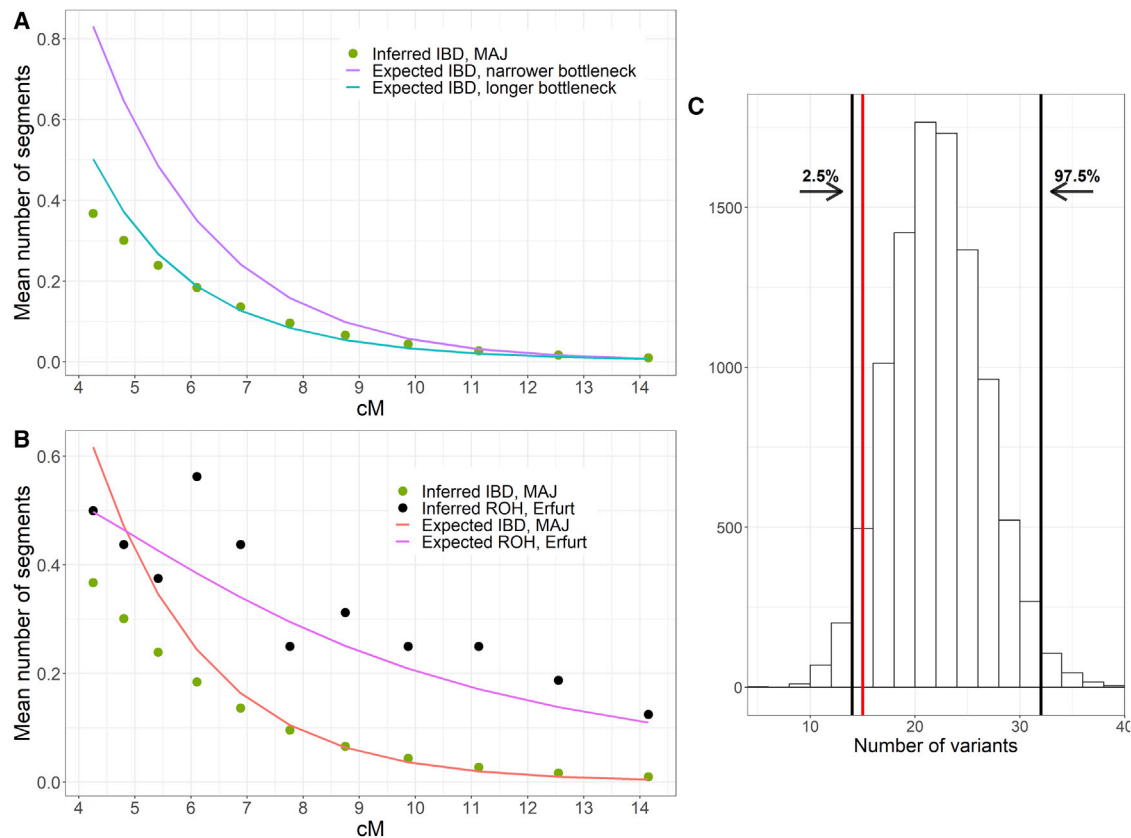 A
Mean number of segments
0.8
0.6
0.4
0.2
0.0
Inferred IBD, MAJ
Expected IBD, narrower bottleneck
Expected IBD, longer bottleneck
4 5 6 7 8 9 10 11 12 13 14
cM
B
Mean number of segments
0.6
0.4
0.2
0.0
Inferred IBD, MAJ
Inferred ROH, Erfurt
Expected IBD, MAJ
Expected ROH, Erfurt
4 5 6 7 8 9 10 11 12 13 14
cM
C
2.5% 97.5%
1500
1000
500
0
10 20 30 40
Number of variants